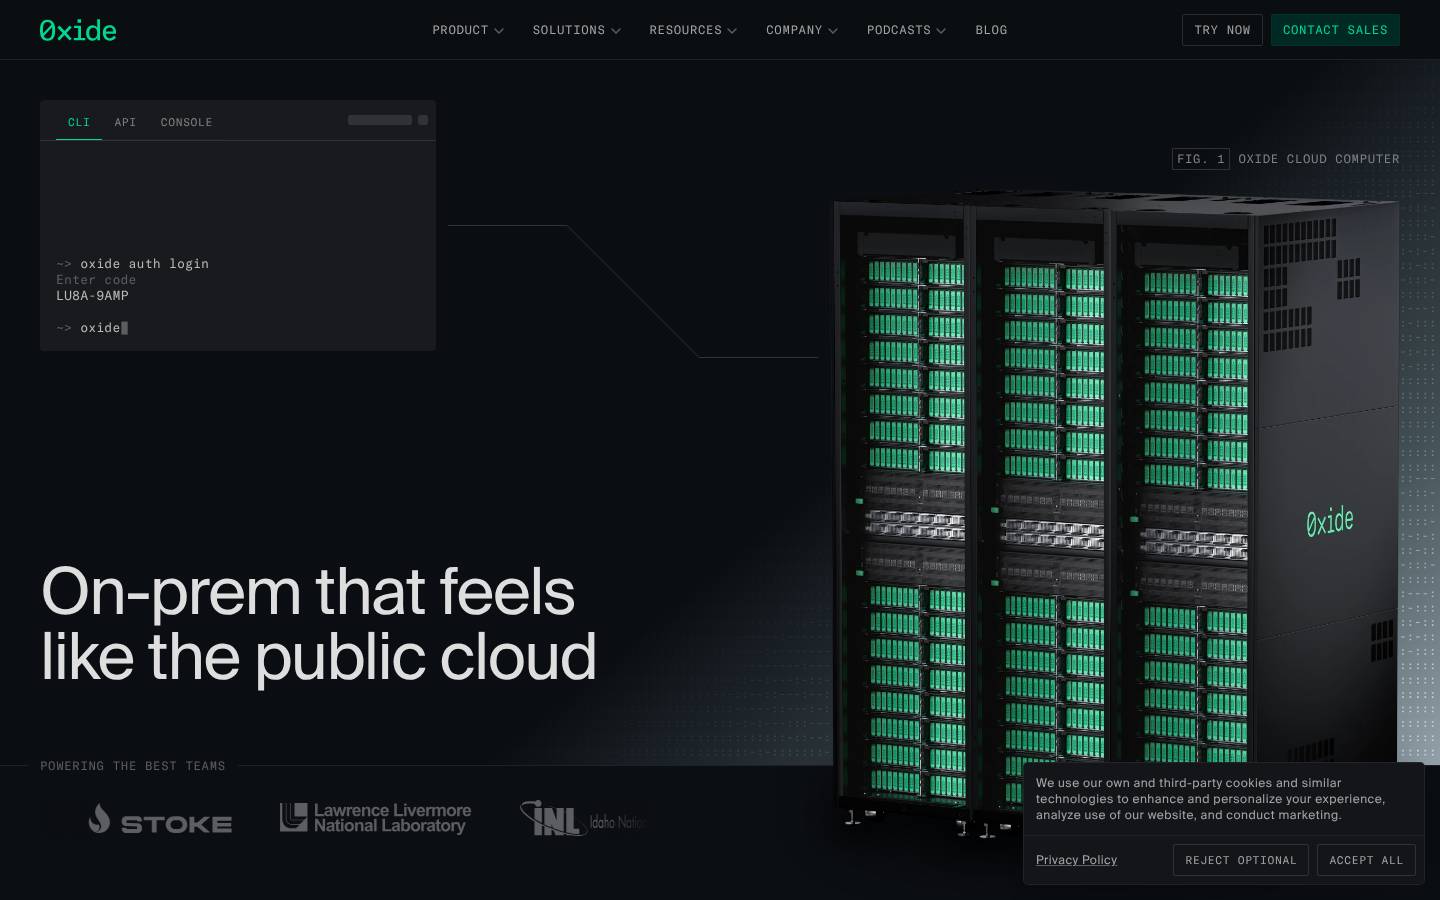 0xide
PRODUCT
SOLUTIONS
RESOURCES
COMPANY
PODCASTS
BLOG
TRY NOW
CONTACT SALES
CLI
API
CONSOLE
~> oxide auth login
Enter code
LU8A-9AMP
~> oxide
FIG. 1 OXIDE CLOUD COMPUTER
0xide
On-prem that feels
like the public cloud
POWERING THE BEST TEAMS
STOKE
Lawrence Livermore
National Laboratory
INL Idaho
We use our own and third-party cookies and similar
technologies to enhance and personalize your experience,
analyze use of our website, and conduct marketing.
Privacy Policy
REJECT OPTIONAL
ACCEPT ALL